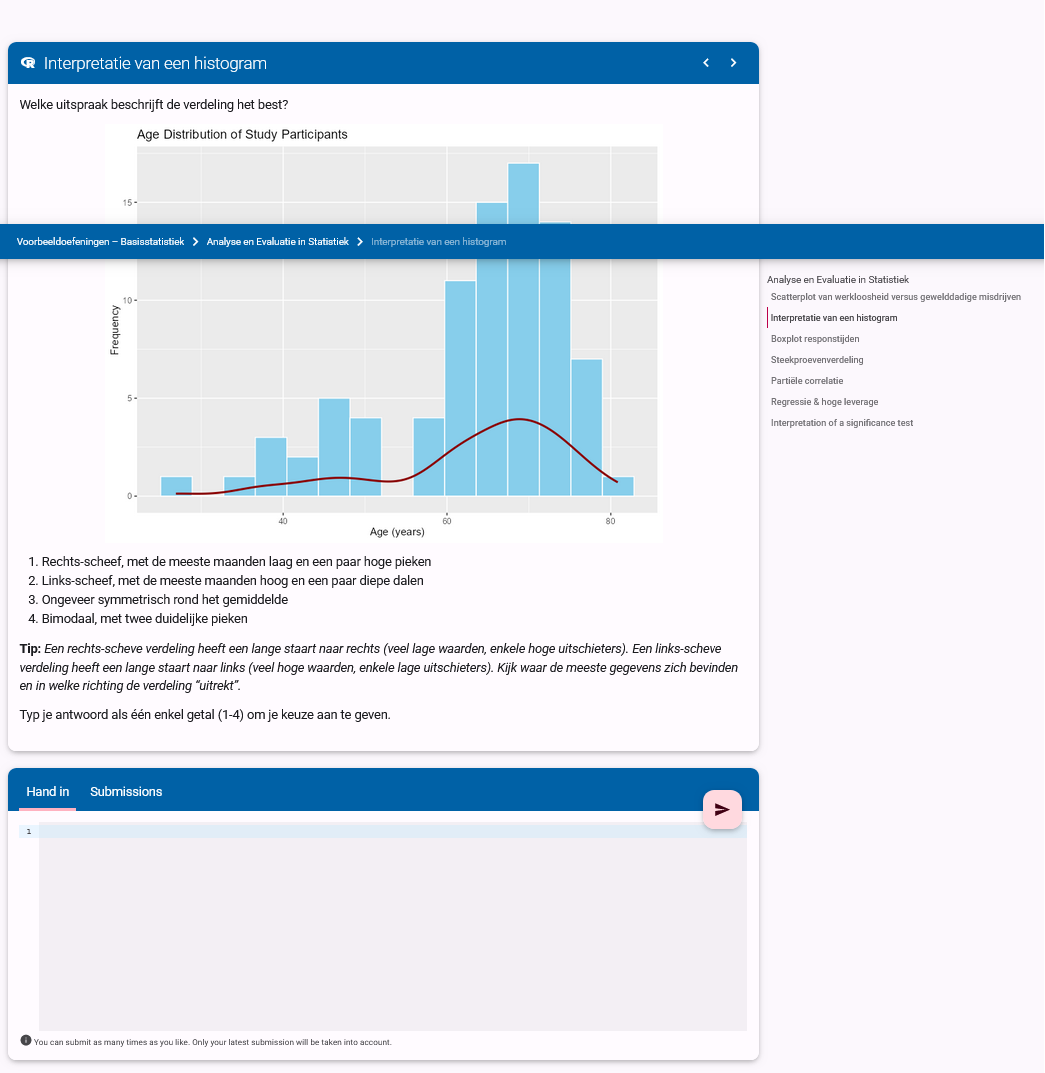 Interpretatie van een histogram
Welke uitspraak beschrijft de verdeling het best?
Age Distribution of Study Participants
15
Voorbeeldoefeningen – Basisstatistiek
Analyse en Evaluatie in Statistiek
Interpretatie van een histogram
10
5
0
Frequency
40
60
80
Age (years)
1. Rechts-scheef, met de meeste maanden laag en een paar hoge pieken
2. Links-scheef, met de meeste maanden hoog en een paar diepe dalen
3. Ongeveer symmetrisch rond het gemiddelde
4. Bimodaal, met twee duidelijke pieken
Tip: Een rechts-scheve verdeling heeft een lange staart naar rechts (veel lage waarden, enkele hoge uitschieters). Een links-scheve
verdeling heeft een lange staart naar links (veel hoge waarden, enkele lage uitschieters). Kijk waar de meeste gegevens zich bevinden
en in welke richting de verdeling “uitrekt”.
Typ je antwoord als één enkel getal (1-4) om je keuze aan te geven.
Analyse en Evaluatie in Statistiek
Scatterplot van werkloosheid versus gewelddadige misdrijven
Interpretatie van een histogram
Boxplot responstijden
Steekproevenverdeling
Partiële correlatie
Regressie & hoge leverage
Interpretation of a significance test
Hand in
Submissions
1
You can submit as many times as you like. Only your latest submission will be taken into account.